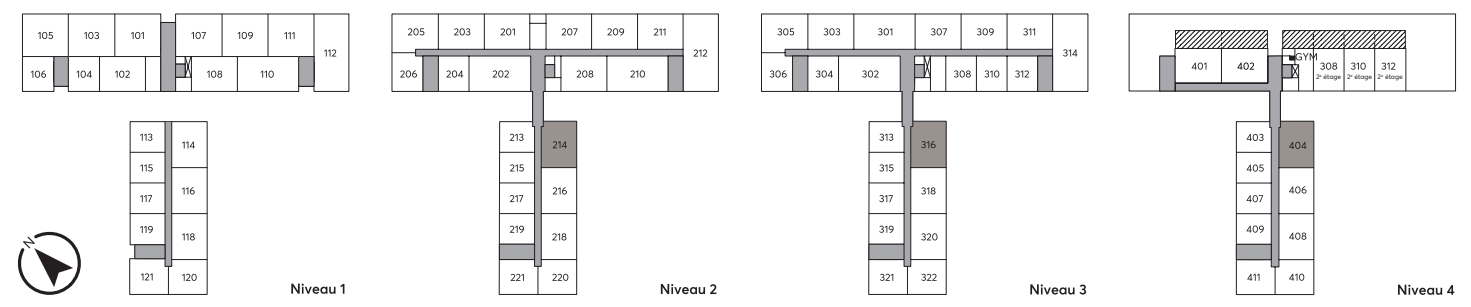 105 103 101 107 109 111 112
106 104 102 108 110
113 114
115
117 116
119 118
121 120
N
Niveau 1
205 203 201 207 209 211 212
206 204 202 208 210
213 214
215
217 216
219 218
221 220
Niveau 2
305 303 301 307 309 311 314
306 304 302 308 310 312
313 316
315
317 318
319 320
321 322
Niveau 3
GYM
401 402 308 310 312
2e étage 2e étage 2e étage
403 404
405
407 406
409 408
411 410
Niveau 4